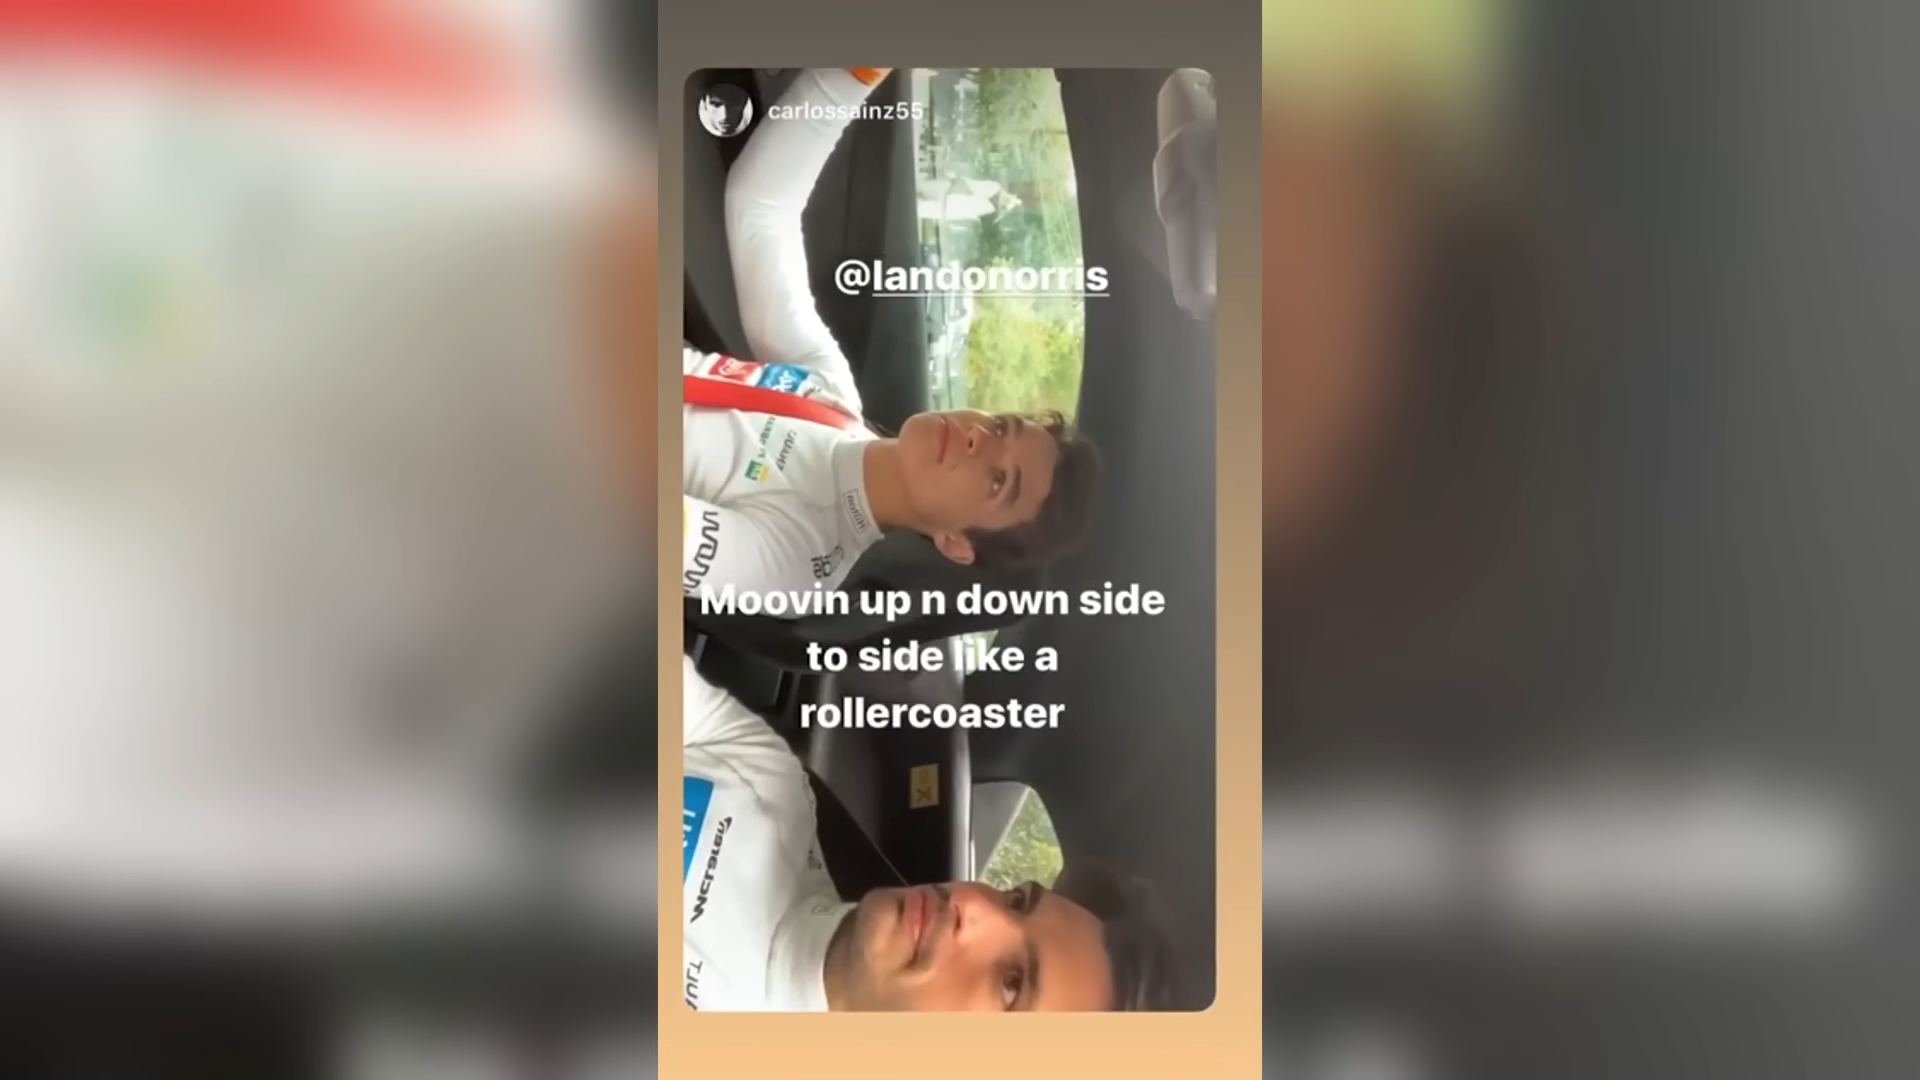 carlossainz55
@landonorris
Moovin up n down side
to side like a
rollercoaster